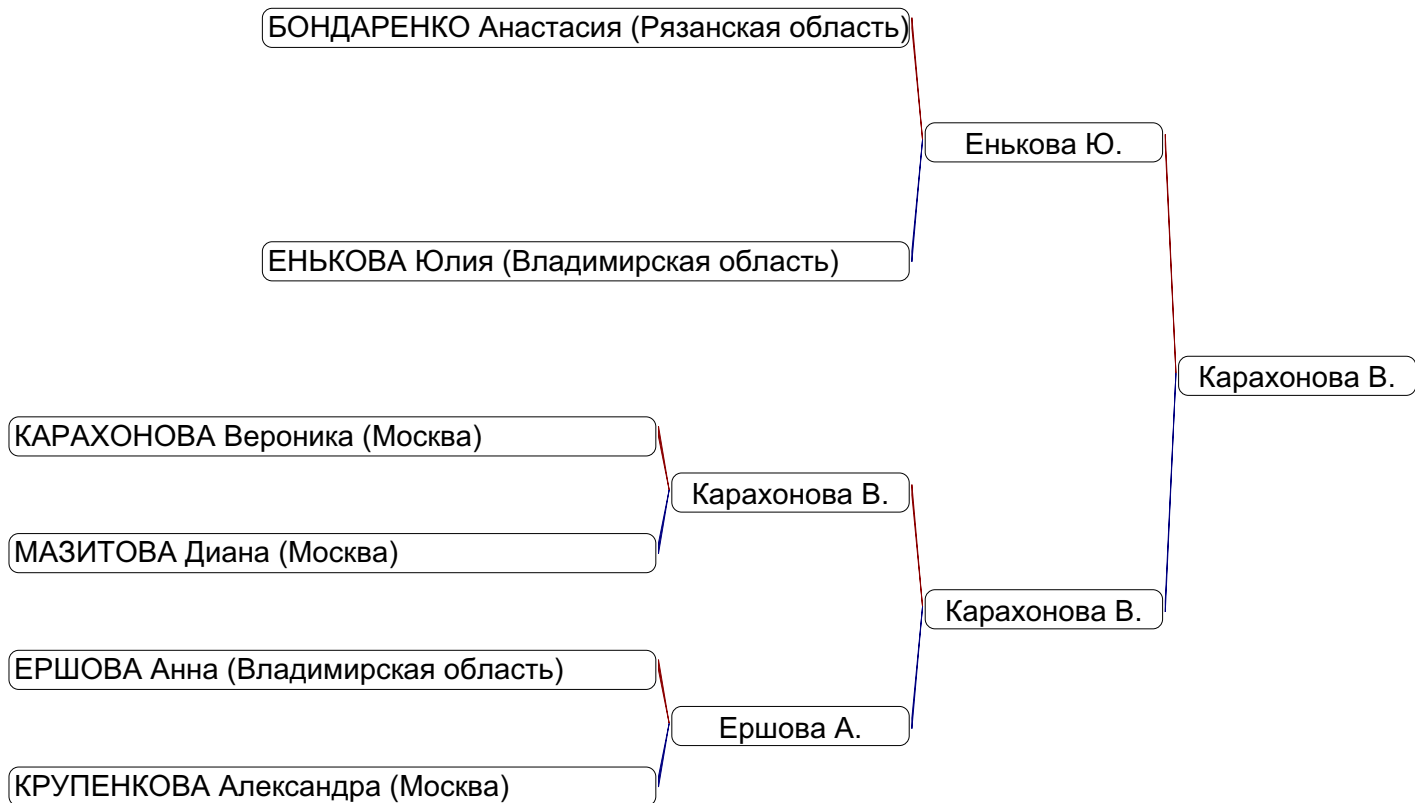 БОНДАРЕНКО Анастасия (Рязанская область)
Енькова Ю.
ЕНЬКОВА Юлия (Владимирская область)
Карахонова В.
КАРАХОНОВА Вероника (Москва)
Карахонова В.
МАЗИТОВА Диана (Москва)
Карахонова В.
ЕРШОВА Анна (Владимирская область)
Ершова А.
КРУПЕНКОВА Александра (Москва)